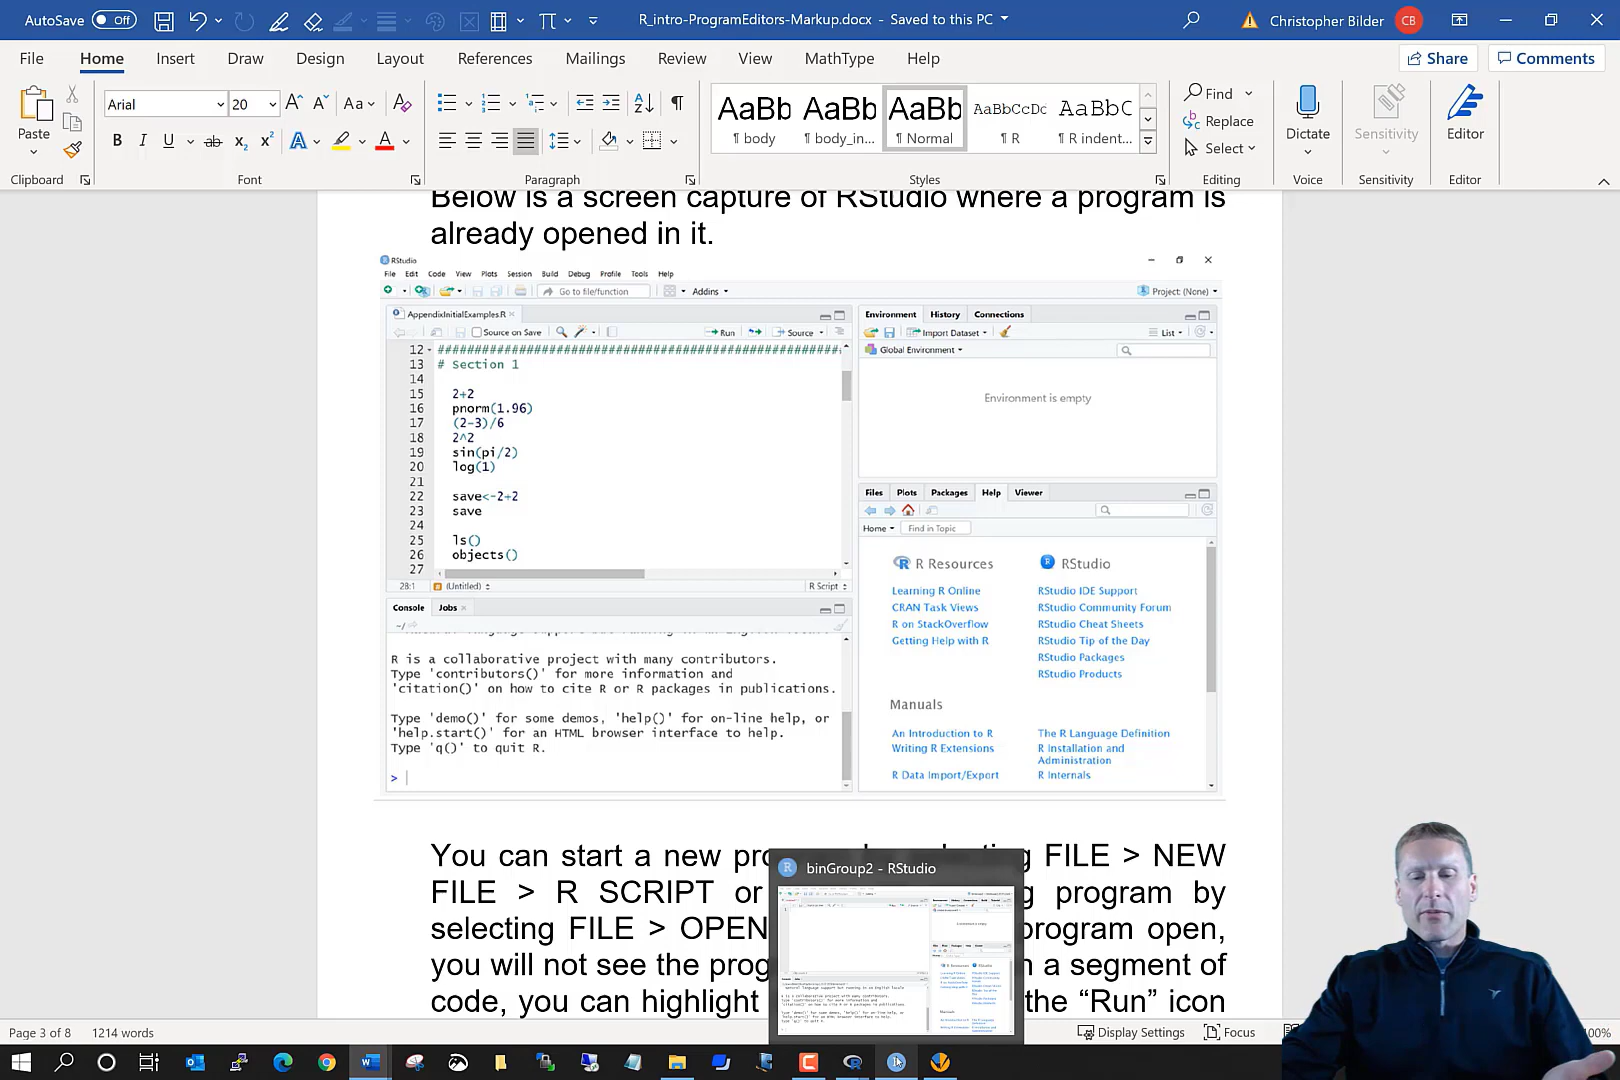 AutoSave Off R_intro-ProgramEditors-Markup.docx - Saved to this PC Christopher Bilder CB
File Home Insert Draw Design Layout References Mailings Review View MathType Help Share Comments
Paste Arial 20 Aa AaBb AaBb AaBb AaBbCcDc AaBbC Find Replace Select Dictate Sensitivity Editor
¶ body ¶ body_in... ¶ Normal ¶ R ¶ R indent...
Clipboard Font Paragraph Styles Editing Voice Sensitivity Editor
Below is a screen capture of RStudio where a program is
already opened in it.
RStudio
File Edit Code View Plots Session Build Debug Profile Tools Help
Go to file/function Addins Project: (None)
AppendixInitialExamples.R
Source on Save Run Source
12 ########################################################
13 # Section 1
14
15 2+2
16 pnorm(1.96)
17 (2-3)/6
18 2^2
19 sin(pi/2)
20 log(1)
21
22 save<-2+2
23 save
24
25 ls()
26 objects()
27
28:1 (Untitled) R Script
Console Jobs
~/
R is a collaborative project with many contributors.
Type 'contributors()' for more information and
'citation()' on how to cite R or R packages in publications.
Type 'demo()' for some demos, 'help()' for on-line help, or
'help.start()' for an HTML browser interface to help.
Type 'q()' to quit R.
>
Environment History Connections
Import Dataset List
Global Environment
Environment is empty
Files Plots Packages Help Viewer
Home Find in Topic
R Resources RStudio
Learning R Online RStudio IDE Support
CRAN Task Views RStudio Community Forum
R on StackOverflow RStudio Cheat Sheets
Getting Help with R RStudio Tip of the Day
RStudio Packages
RStudio Products
Manuals
An Introduction to R The R Language Definition
Writing R Extensions R Installation and
Administration
R Data Import/Export R Internals
You can start a new FILE > NEW
FILE > R SCRIPT or program by
selecting FILE > OPEN program open,
you will not see the a segment of
code, you can highlight the “Run” icon
binGroup2 - RStudio
Page 3 of 8 1214 words Display Settings Focus 100%